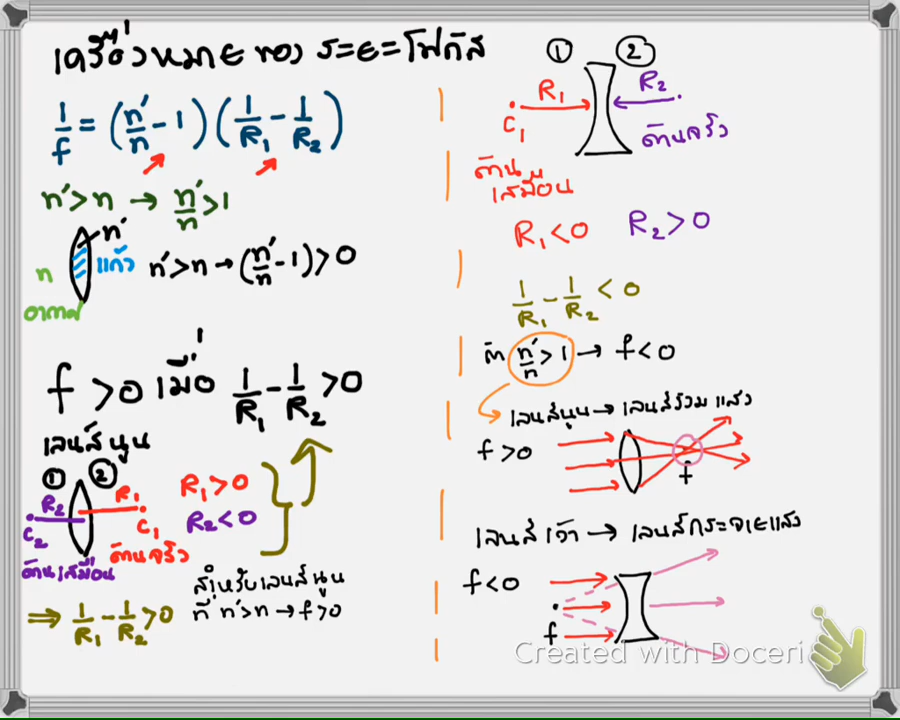 เครื่องหมายของ ระยะโฟกัส
1/f = (n'/n - 1)(1/R₁ - 1/R₂)
n' > n → n'/n > 1
n'
n
แก้ว
n' > n → (n'/n - 1) > 0
อากาศ
f > 0 เมื่อ 1/R₁ - 1/R₂ > 0
เลนส์นูน
① ②
R₂ R₁
C₂ C₁
ด้านเสมือน ด้านจริง
R₁ > 0
R₂ < 0
⇒ 1/R₁ - 1/R₂ > 0
สำหรับเลนส์นูน
ที่ n' > n → f > 0
① ②
R₁ R₂
C₁
ด้านเสมือน
ด้านจริง
R₁ < 0 R₂ > 0
1/R₁ - 1/R₂ < 0
ถ้า n'/n > 1 → f < 0
เลนส์นูน → เลนส์รวมแสง
f > 0
f
เลนส์เว้า → เลนส์กระจายแสง
f < 0
f
Created with Doceri